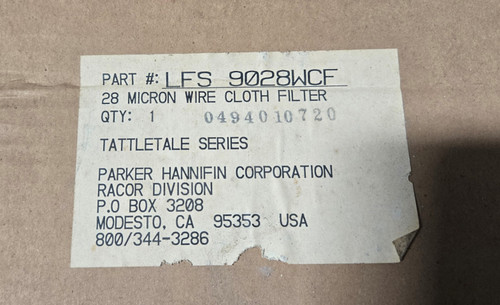 PART #: LFS 9028WCF
28 MICRON WIRE CLOTH FILTER
QTY: 1 0494010720
TATTLETALE SERIES
PARKER HANNIFIN CORPORATION
RACOR DIVISION
P.O BOX 3208
MODESTO, CA 95353 USA
800/344-3286